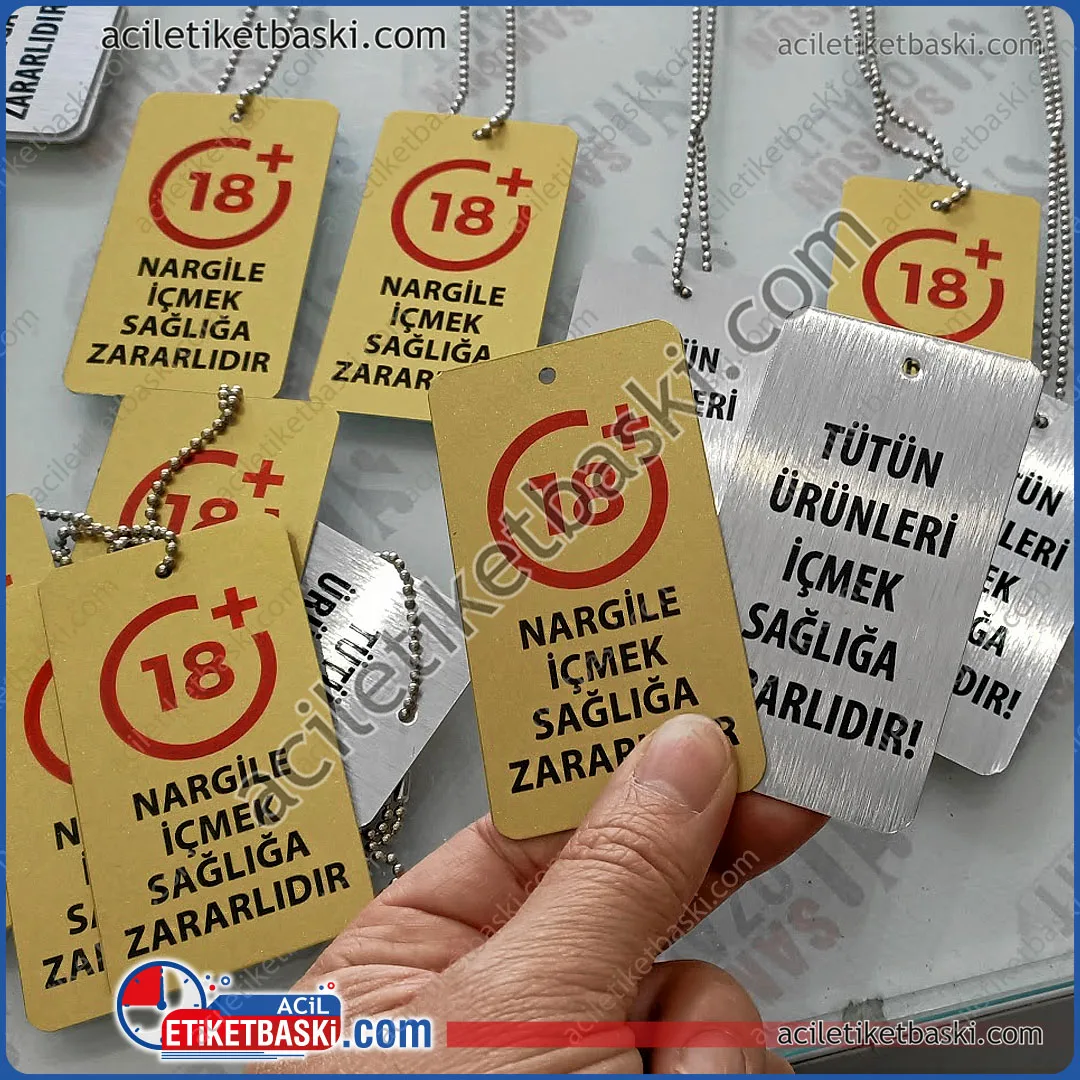 aciletiketbaski.com
aciletiketbaski.com
ZARARLIDIR
18+
NARGİLE
İÇMEK
SAĞLIĞA
ZARARLIDIR
18+
NARGİLE
İÇMEK
SAĞLIĞA
18+
18+
18+
NARGİLE
İÇMEK
SAĞLIĞA
TÜTÜN
ÜRÜNLERİ
İÇMEK
SAĞLIĞA
18+
NARGİLE
İÇMEK
SAĞLIĞA
ZARARLIDIR
aciletiketbaski.com
ACİL
ETİKETBASKI.com
aciletiketbaski.com